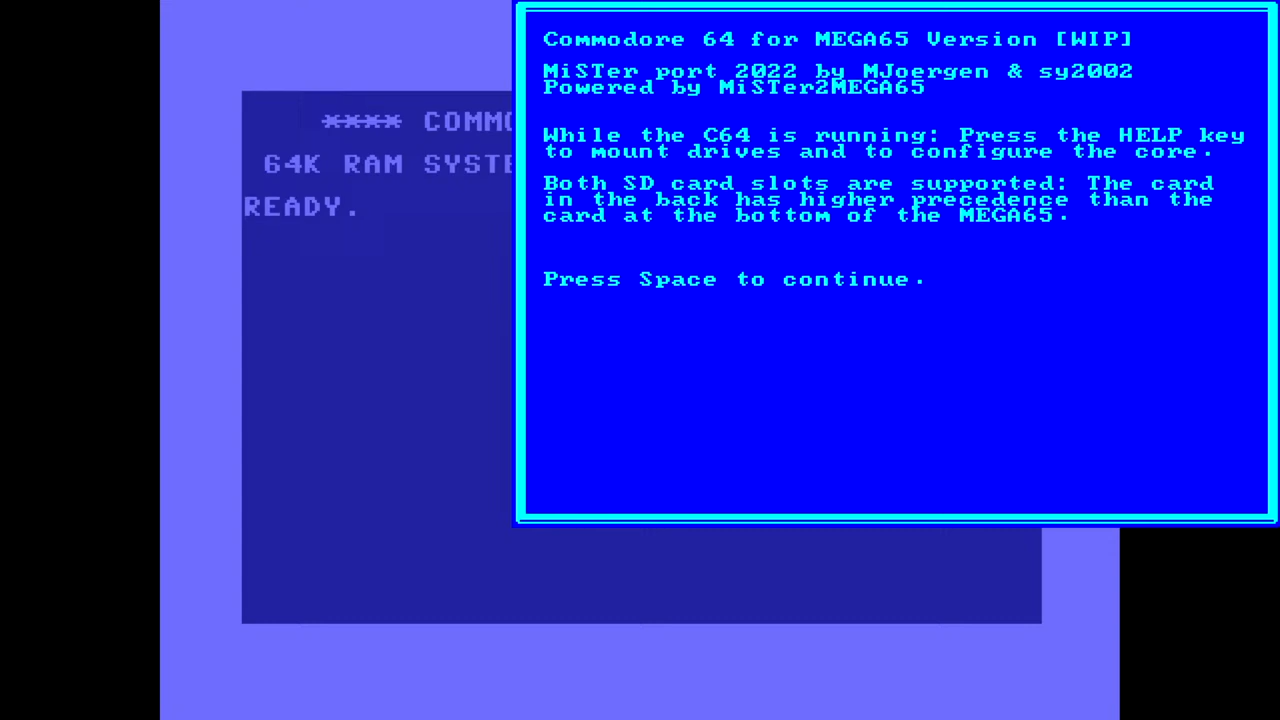 **** COMMO
64K RAM SYSTE
READY.
Commodore 64 for MEGA65 Version [WIP]
MiSTer port 2022 by MJoergen & sy2002
Powered by MiSTer2MEGA65
While the C64 is running: Press the HELP key
to mount drives and to configure the core.
Both SD card slots are supported: The card
in the back has higher precedence than the
card at the bottom of the MEGA65.
Press Space to continue.